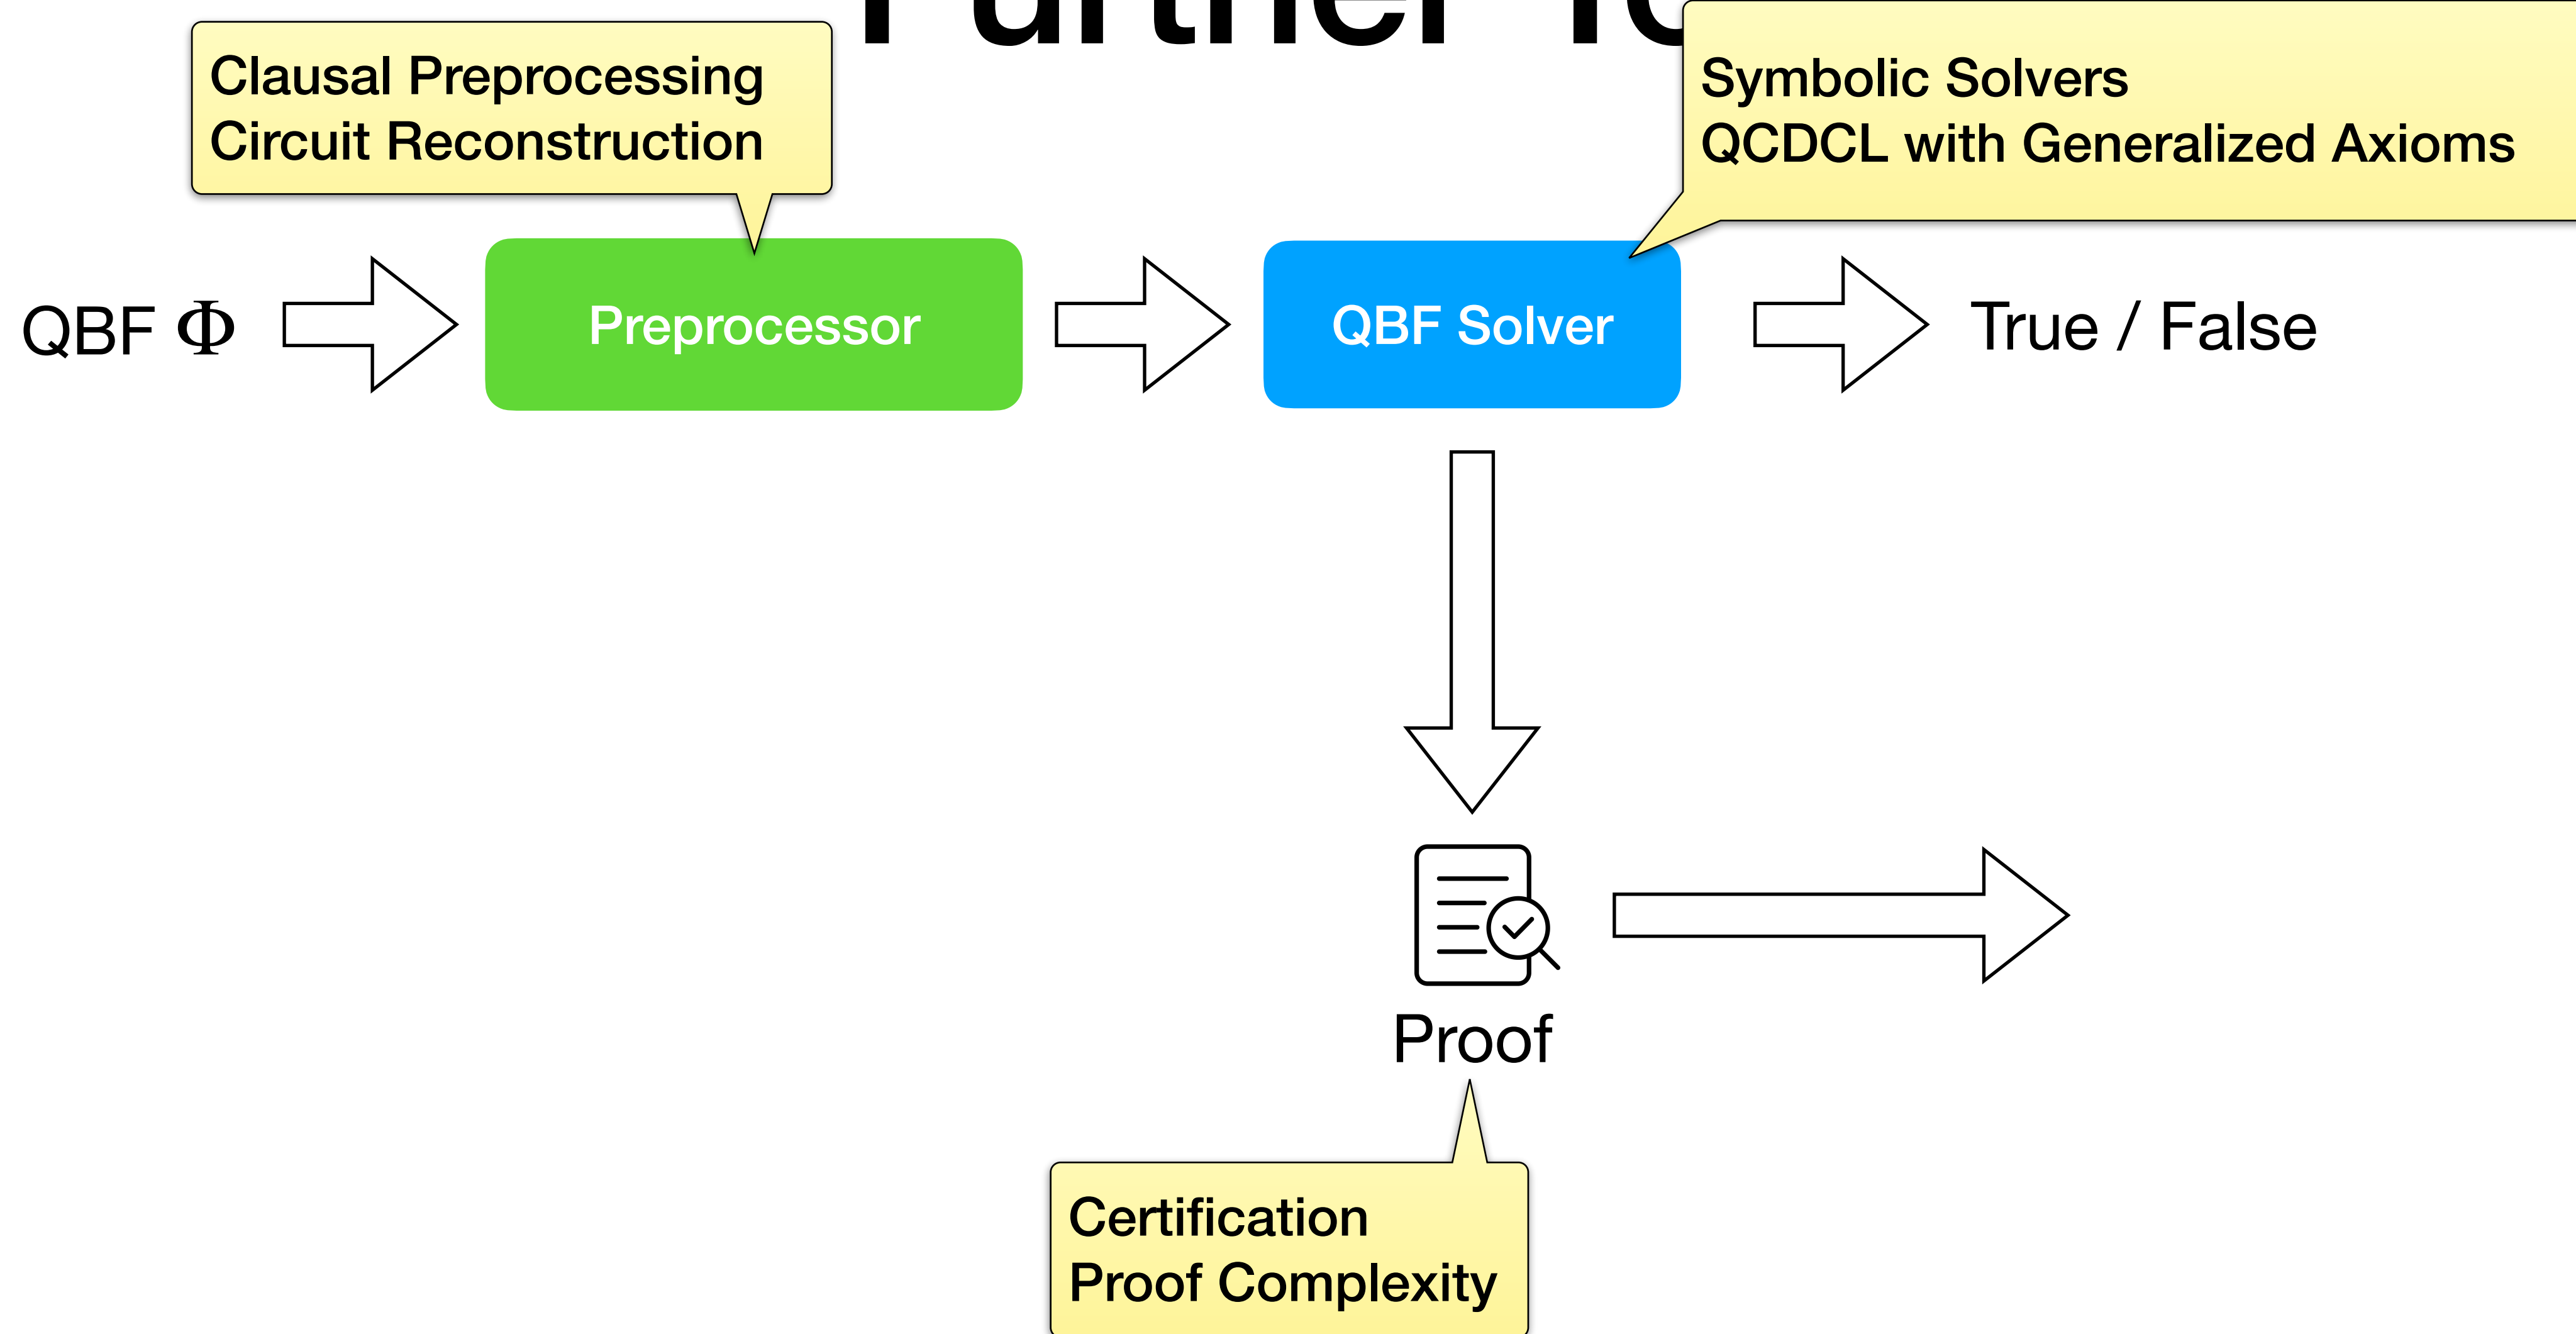 Further
Clausal Preprocessing
Circuit Reconstruction
Symbolic Solvers
QCDCL with Generalized Axioms
QBF Φ
Preprocessor
QBF Solver
True / False
Proof
Certification
Proof Complexity